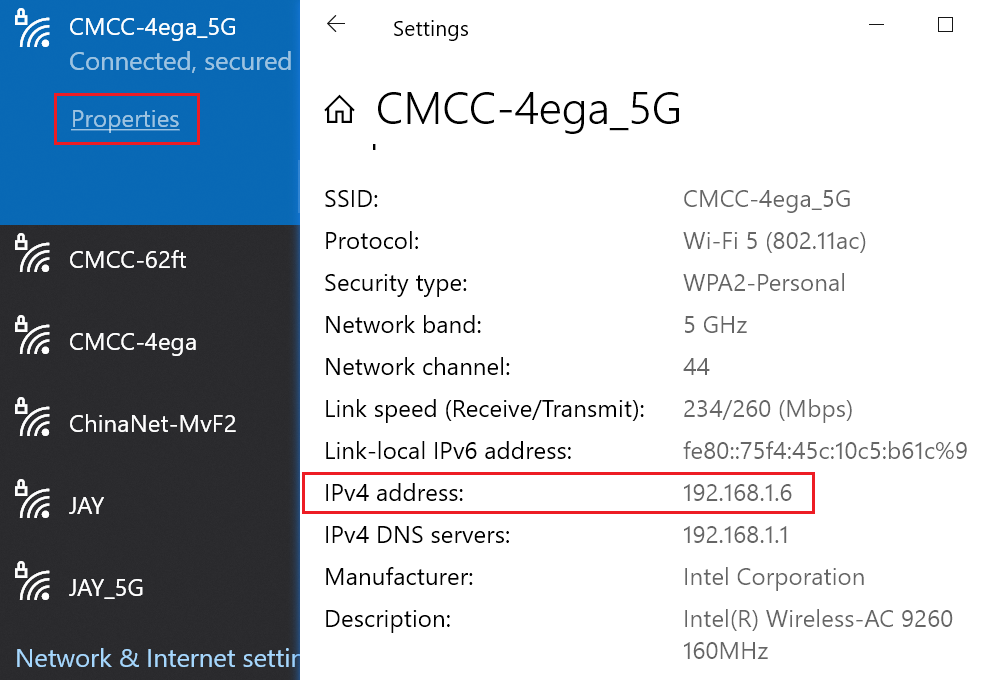 CMCC-4ega_5G
Connected, secured
Properties
CMCC-62ft
CMCC-4ega
ChinaNet-MvF2
JAY
JAY_5G
Network & Internet settin
Settings
CMCC-4ega_5G
SSID: CMCC-4ega_5G
Protocol: Wi-Fi 5 (802.11ac)
Security type: WPA2-Personal
Network band: 5 GHz
Network channel: 44
Link speed (Receive/Transmit): 234/260 (Mbps)
Link-local IPv6 address: fe80::75f4:45c:10c5:b61c%9
IPv4 address: 192.168.1.6
IPv4 DNS servers: 192.168.1.1
Manufacturer: Intel Corporation
Description: Intel(R) Wireless-AC 9260
160MHz